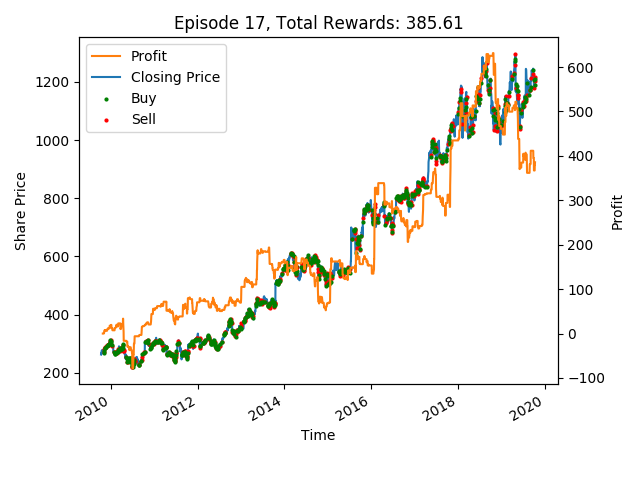 Episode 17, Total Rewards: 385.61
Profit
Closing Price
Buy
Sell
Share Price
1200
1000
800
600
400
200
600
500
400
300
200
100
0
−100
Profit
2010
2012
2014
2016
2018
2020
Time